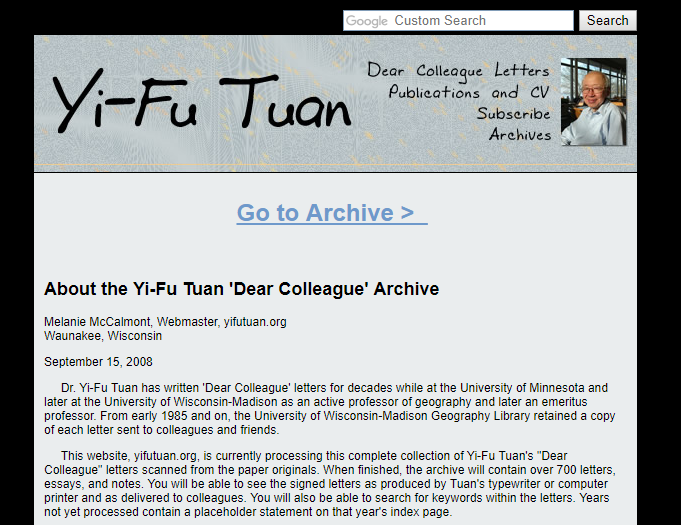 Google Custom Search Search
Yi-Fu Tuan
Dear Colleague Letters
Publications and CV
Subscribe
Archives
Go to Archive >
About the Yi-Fu Tuan 'Dear Colleague' Archive
Melanie McCalmont, Webmaster, yifutuan.org
Waunakee, Wisconsin
September 15, 2008
Dr. Yi-Fu Tuan has written 'Dear Colleague' letters for decades while at the University of Minnesota and
later at the University of Wisconsin-Madison as an active professor of geography and later an emeritus
professor. From early 1985 and on, the University of Wisconsin-Madison Geography Library retained a copy
of each letter sent to colleagues and friends.
This website, yifutuan.org, is currently processing this complete collection of Yi-Fu Tuan's "Dear
Colleague" letters scanned from the paper originals. When finished, the archive will contain over 700 letters,
essays, and notes. You will be able to see the signed letters as produced by Tuan's typewriter or computer
printer and as delivered to colleagues. You will also be able to search for keywords within the letters. Years
not yet processed contain a placeholder statement on that year's index page.